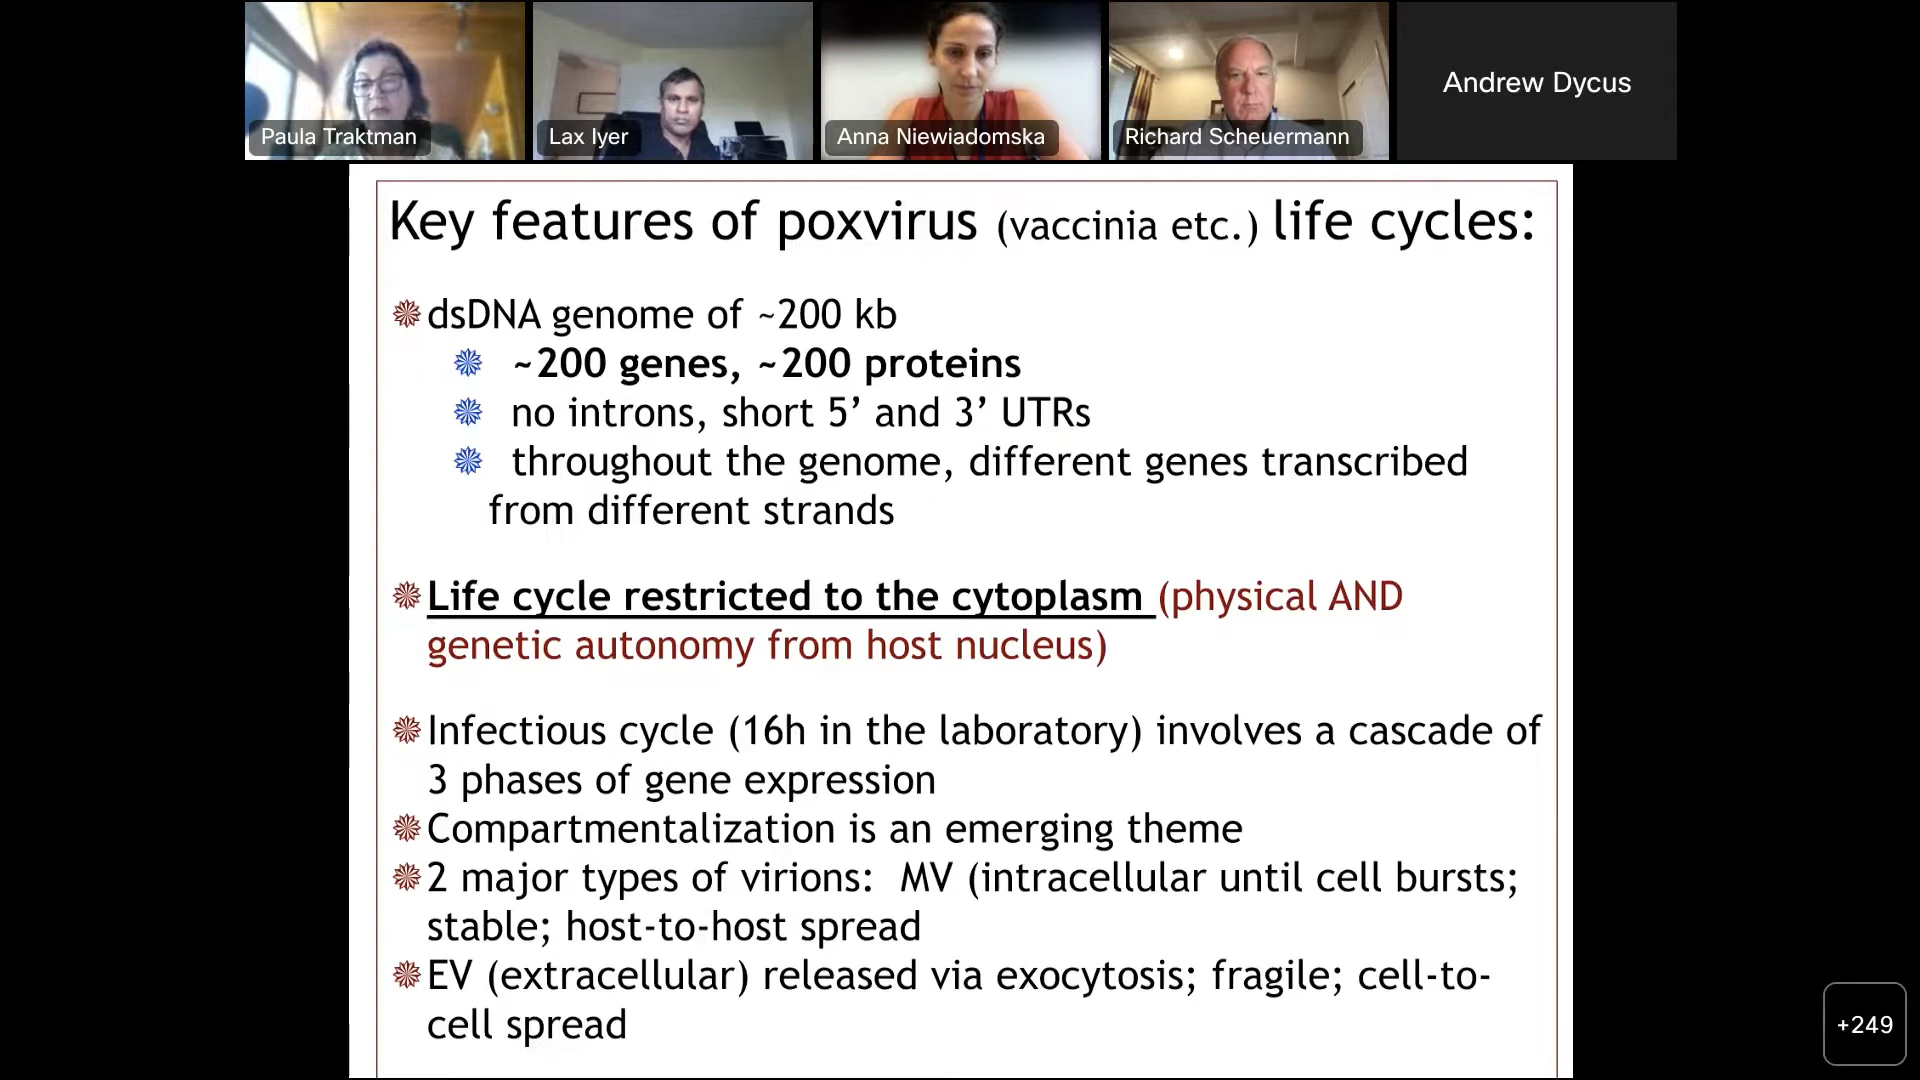 Paula Traktman
Lax Iyer
Anna Niewiadomska
Richard Scheuermann
Andrew Dycus
Key features of poxvirus (vaccinia etc.) life cycles:
dsDNA genome of ~200 kb
~200 genes, ~200 proteins
no introns, short 5’ and 3’ UTRs
throughout the genome, different genes transcribed
from different strands
Life cycle restricted to the cytoplasm (physical AND
genetic autonomy from host nucleus)
Infectious cycle (16h in the laboratory) involves a cascade of
3 phases of gene expression
Compartmentalization is an emerging theme
2 major types of virions:  MV (intracellular until cell bursts;
stable; host-to-host spread
EV (extracellular) released via exocytosis; fragile; cell-to-
cell spread
+249